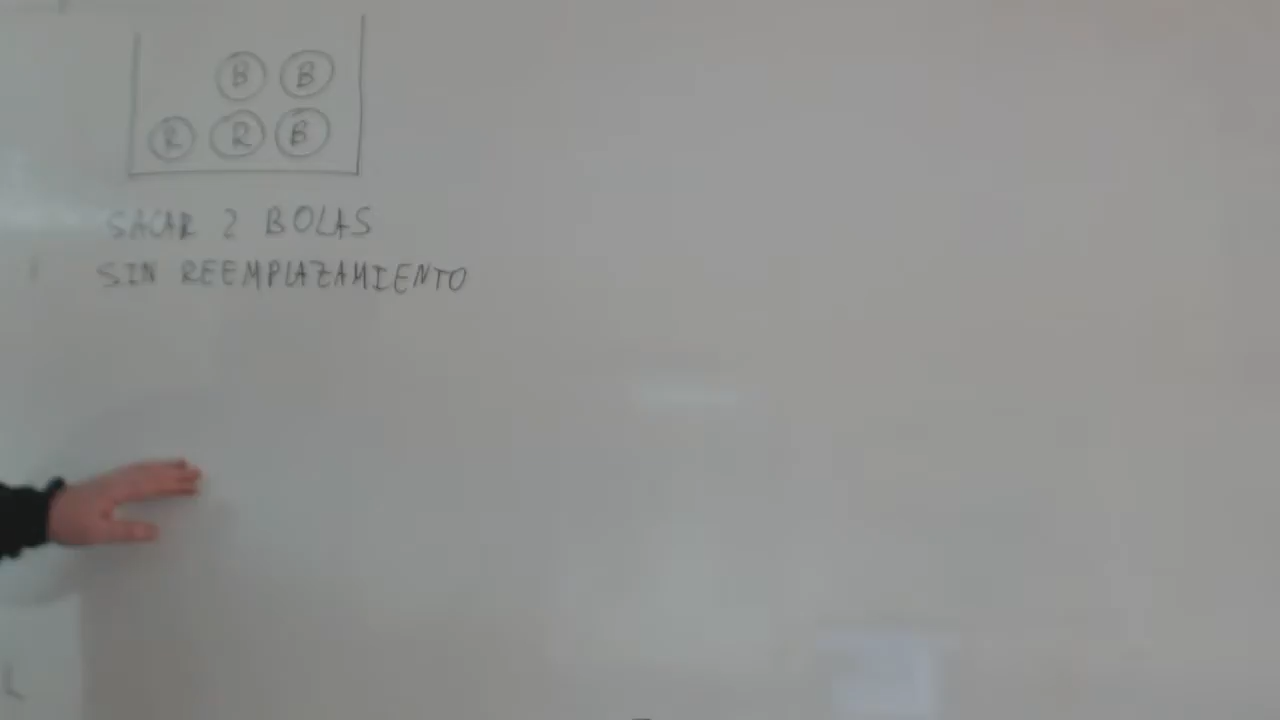 B B
R R B
SACAR 2 BOLAS
SIN REEMPLAZAMIENTO
L